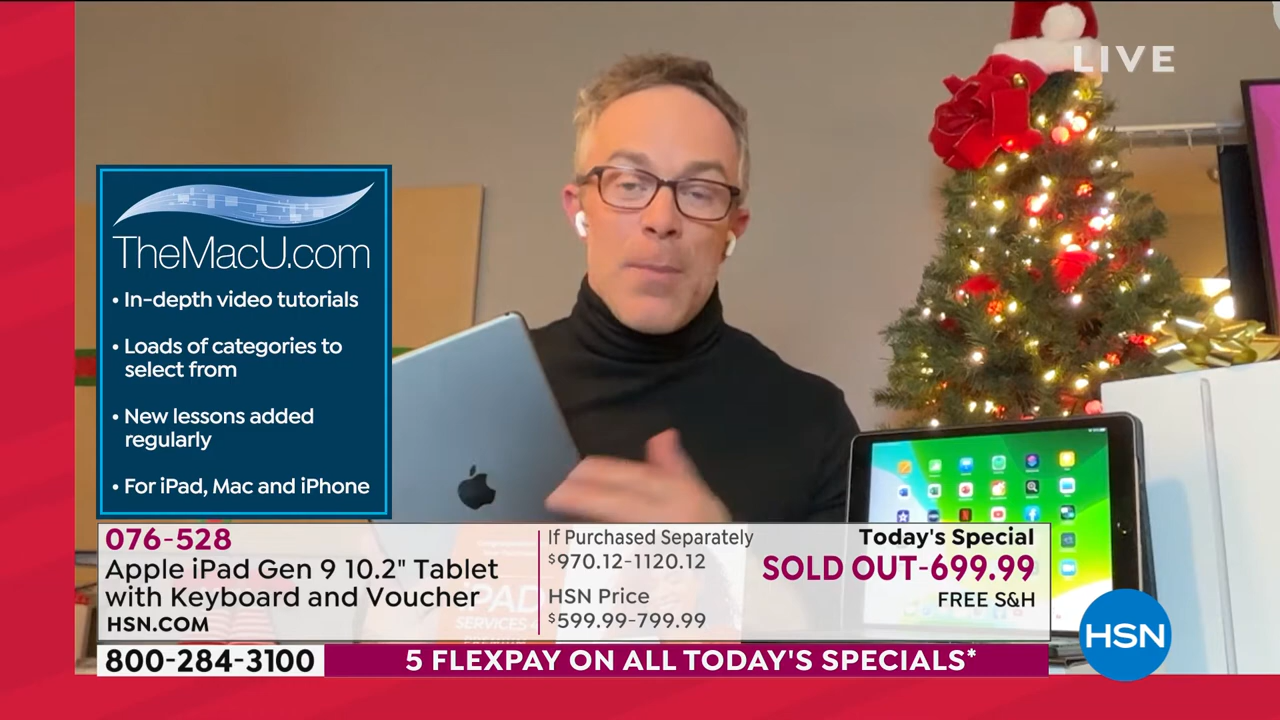 LIVE
TheMacU.com
• In-depth video tutorials
• Loads of categories to
select from
• New lessons added
regularly
• For iPad, Mac and iPhone
076-528
Apple iPad Gen 9 10.2" Tablet
with Keyboard and Voucher
HSN.COM
If Purchased Separately
$970.12-1120.12
HSN Price
$599.99-799.99
Today's Special
SOLD OUT-699.99
FREE S&H
iPAD
SERVICES
HSN
800-284-3100
5 FLEXPAY ON ALL TODAY'S SPECIALS*